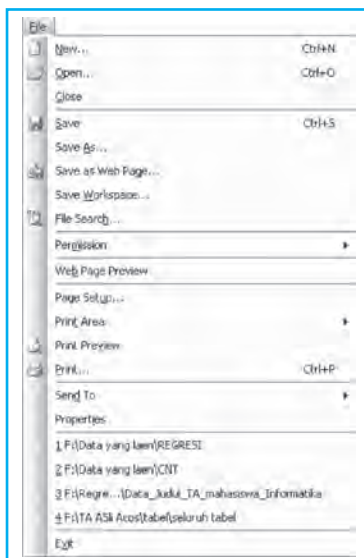 File
New... Ctrl+N
Open... Ctrl+O
Close
Save Ctrl+S
Save As...
Save as Web Page...
Save Workspace...
File Search...
Permission
Web Page Preview
Page Setup...
Print Area
Print Preview
Print... Ctrl+P
Send To
Properties
1 F:\Data yang laen\REGRESI
2 F:\Data yang laen\CNT
3 F:\Regre...\Data_Judul_TA_mahasiswa_Informatika
4 F:\TA ASli Acos\tabel\seluruh tabel
Exit